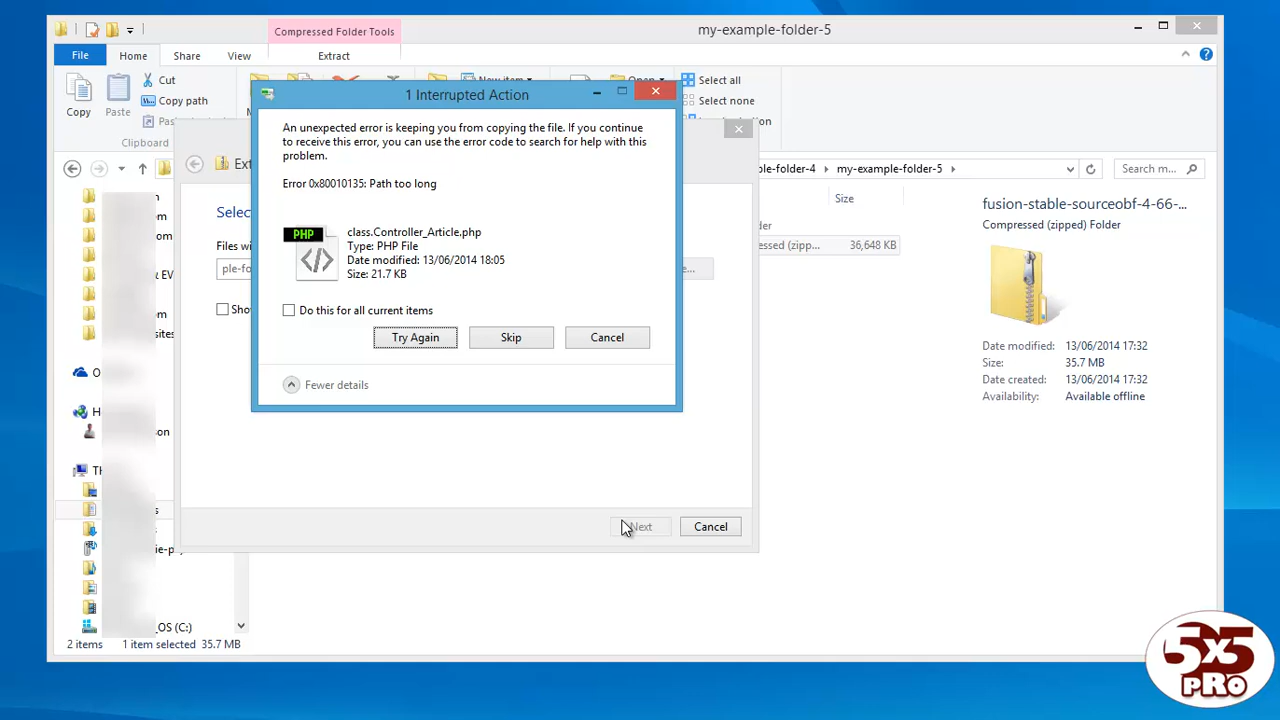 Compressed Folder Tools
my-example-folder-5
File
Home
Share
View
Extract
Copy
Paste
Cut
Copy path
Clipboard
New item
Open
Select all
Select none
1 Interrupted Action
An unexpected error is keeping you from copying the file. If you continue
to receive this error, you can use the error code to search for help with this
problem.
Error 0x80010135: Path too long
PHP
class.Controller_Article.php
Type: PHP File
Date modified: 13/06/2014 18:05
Size: 21.7 KB
Do this for all current items
Try Again
Skip
Cancel
Fewer details
Next
Cancel
my-example-folder-5
Search m...
Size
36,648 KB
fusion-stable-sourceobf-4-66-...
Compressed (zipped) Folder
Date modified: 13/06/2014 17:32
Size: 35.7 MB
Date created: 13/06/2014 17:32
Availability: Available offline
_OS (C:)
2 items
1 item selected 35.7 MB
5x5
PRO